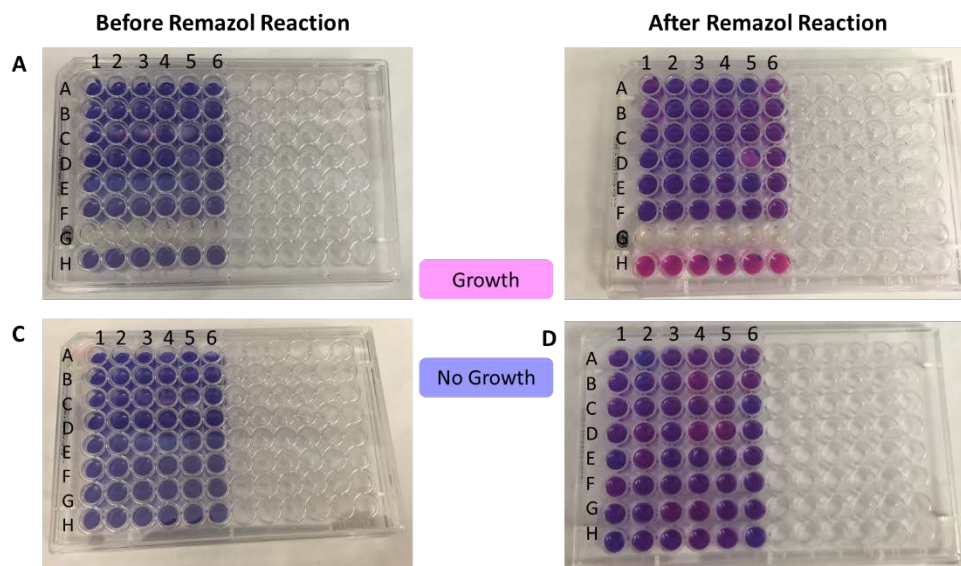 Before Remazol Reaction
After Remazol Reaction
A
1 2 3 4 5 6
A
B
C
D
E
F
G
H
1 2 3 4 5 6
A
B
C
D
E
F
G
H
Growth
No Growth
C
1 2 3 4 5 6
A
B
C
D
E
F
G
H
D
1 2 3 4 5 6
A
B
C
D
E
F
G
H